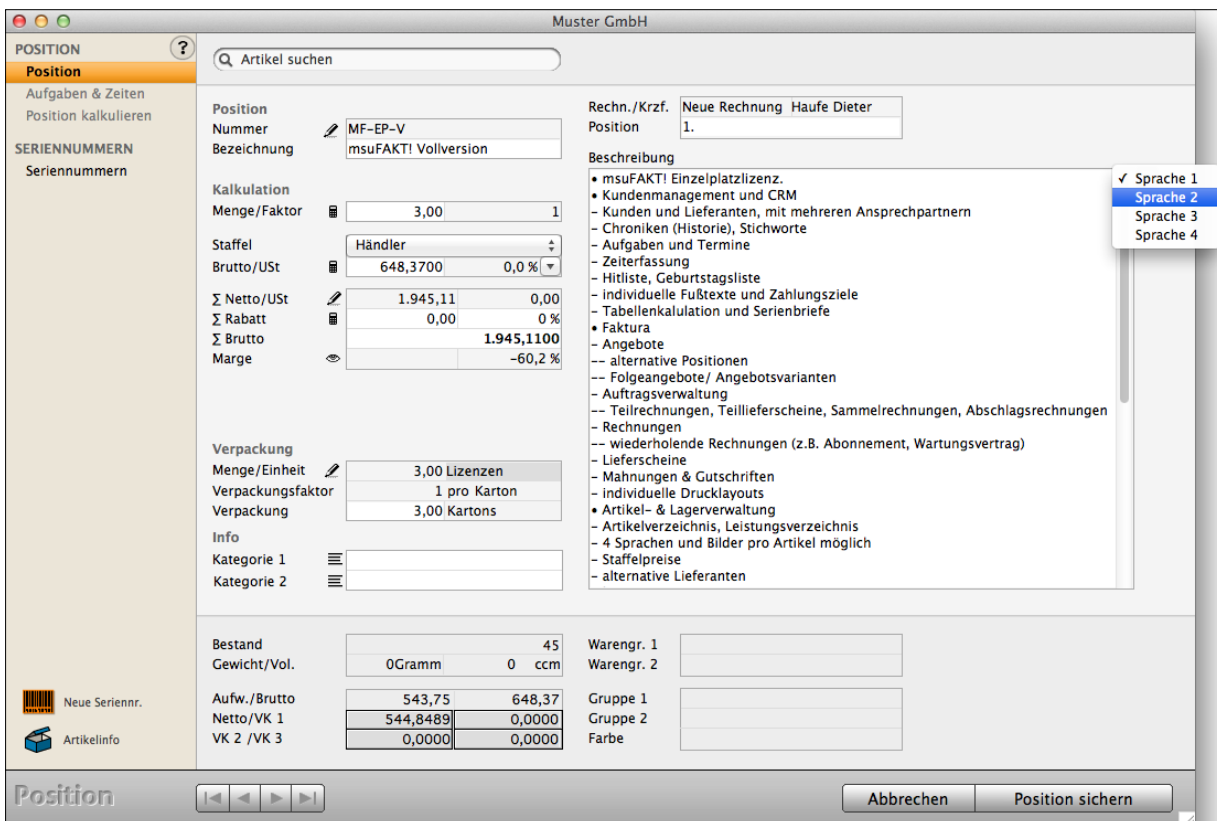 Muster GmbH
POSITION ?
Position
Aufgaben & Zeiten
Position kalkulieren
SERIENNUMMERN
Seriennummern
Neue Seriennr.
Artikelinfo
Artikel suchen
Position
Nummer MF-EP-V
Bezeichnung msuFAKT! Vollversion
Kalkulation
Menge/Faktor 3,00 1
Staffel Händler
Brutto/USt 648,3700 0,0 %
Σ Netto/USt 1.945,11 0,00
Σ Rabatt 0,00 0 %
Σ Brutto 1.945,1100
Marge -60,2 %
Verpackung
Menge/Einheit 3,00 Lizenzen
Verpackungsfaktor 1 pro Karton
Verpackung 3,00 Kartons
Info
Kategorie 1
Kategorie 2
Rechn./Krzf. Neue Rechnung Haufe Dieter
Position 1.
Beschreibung
• msuFAKT! Einzelplatzlizenz.
• Kundenmanagement und CRM
- Kunden und Lieferanten, mit mehreren Ansprechpartnern
- Chroniken (Historie), Stichworte
- Aufgaben und Termine
- Zeiterfassung
- Hitliste, Geburtstagsliste
- individuelle Fußtexte und Zahlungsziele
- Tabellenkalulation und Serienbriefe
• Faktura
- Angebote
-- alternative Positionen
-- Folgeangebote/ Angebotsvarianten
- Auftragsverwaltung
-- Teilrechnungen, Teillieferscheine, Sammelrechnungen, Abschlagsrechnungen
- Rechnungen
-- wiederholende Rechnungen (z.B. Abonnement, Wartungsvertrag)
- Lieferscheine
- Mahnungen & Gutschriften
- individuelle Drucklayouts
• Artikel- & Lagerverwaltung
- Artikelverzeichnis, Leistungsverzeichnis
- 4 Sprachen und Bilder pro Artikel möglich
- Staffelpreise
- alternative Lieferanten
✓ Sprache 1
Sprache 2
Sprache 3
Sprache 4
Bestand 45
Gewicht/Vol. 0Gramm 0 ccm
Aufw./Brutto 543,75 648,37
Netto/VK 1 544,8489 0,0000
VK 2 /VK 3 0,0000 0,0000
Warengr. 1
Warengr. 2
Gruppe 1
Gruppe 2
Farbe
Position
Abbrechen
Position sichern